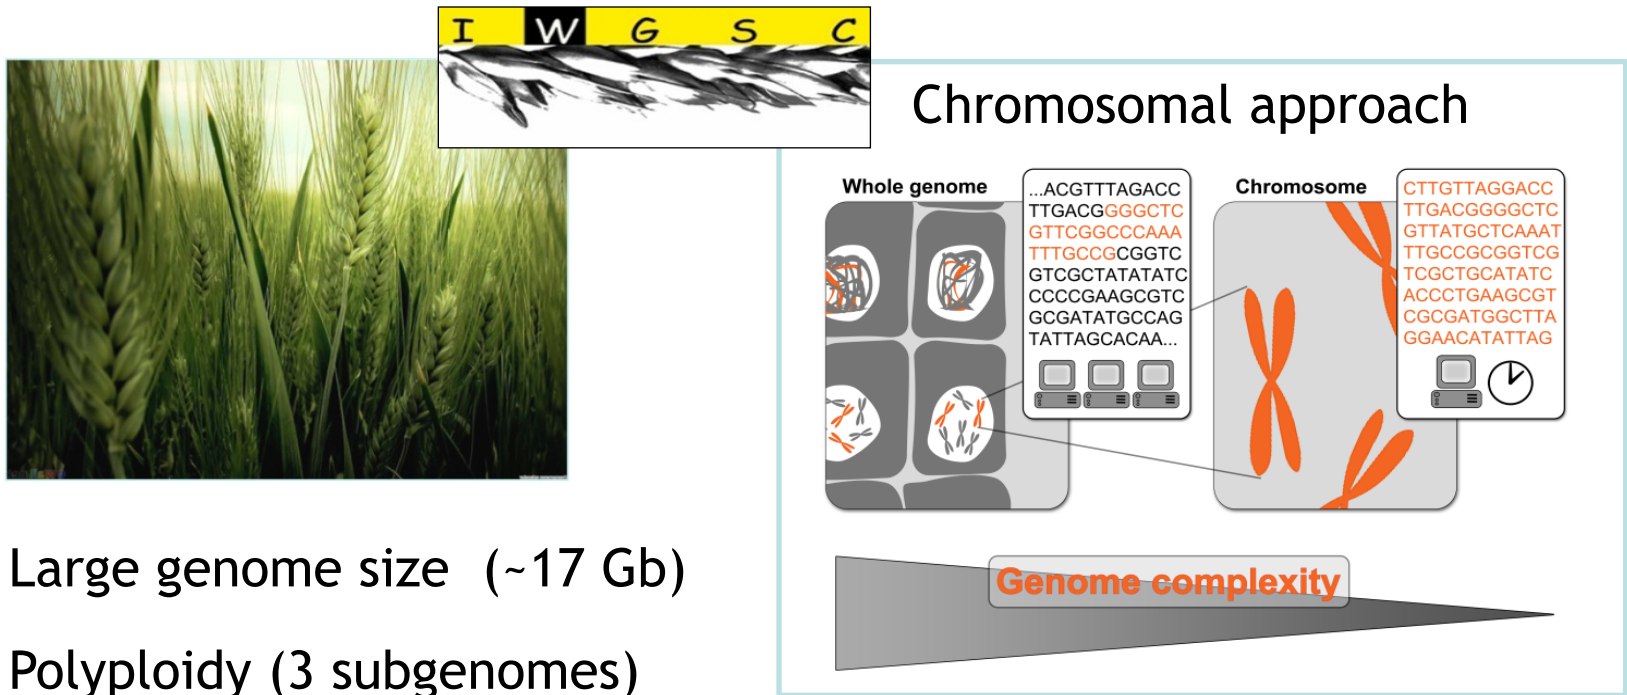 I W G S C
Chromosomal approach
Whole genome
...ACGTTTAGACC
TTGACGGGGCTC
GTTCGGCCCAAA
TTTGCCGCGGTC
GTCGCTATATATC
CCCCGAAGCGTC
GCGATATGCCAG
TATTAGCACAA...
Chromosome
CTTGTTAGGACC
TTGACGGGGCTC
GTTATGCTCAAAT
TTGCCGCGGTCG
TCGCTGCATATC
ACCCTGAAGCGT
CGCGATGGCTTA
GGAACATATTAG
Genome complexity
Large genome size (~17 Gb)
Polyploidy (3 subgenomes)